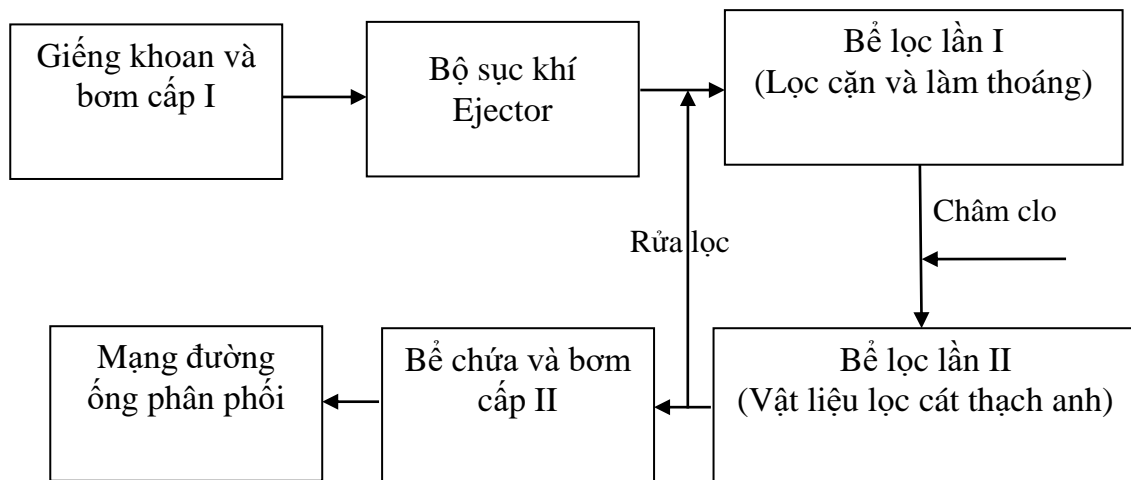 Giếng khoan và
bơm cấp I
Bộ sục khí
Ejector
Bể lọc lần I
(Lọc cặn và làm thoáng)
Châm clo
Rửa lọc
Mạng đường
ống phân phối
Bể chứa và bơm
cấp II
Bể lọc lần II
(Vật liệu lọc cát thạch anh)